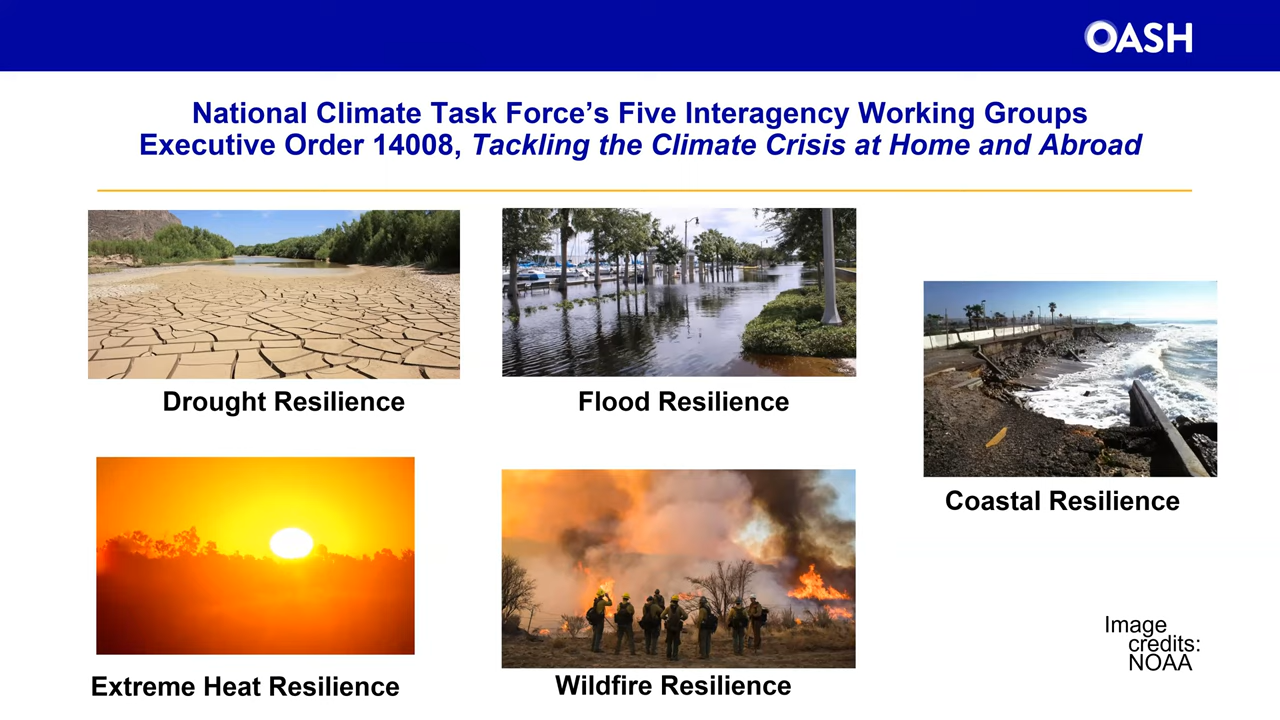 OASH
National Climate Task Force’s Five Interagency Working Groups
Executive Order 14008, Tackling the Climate Crisis at Home and Abroad
Drought Resilience
Flood Resilience
Coastal Resilience
Extreme Heat Resilience
Wildfire Resilience
Image
credits:
NOAA